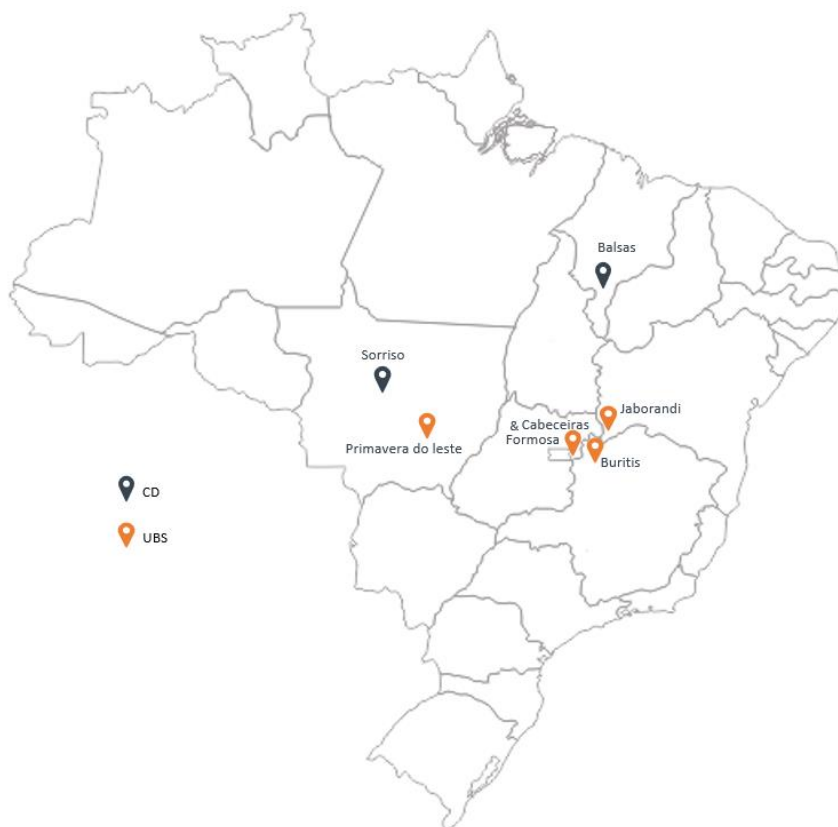 Balsas
Sorriso
Jaborandi
& Cabeceiras
Formosa
Primavera do leste
Buritis
CD
UBS